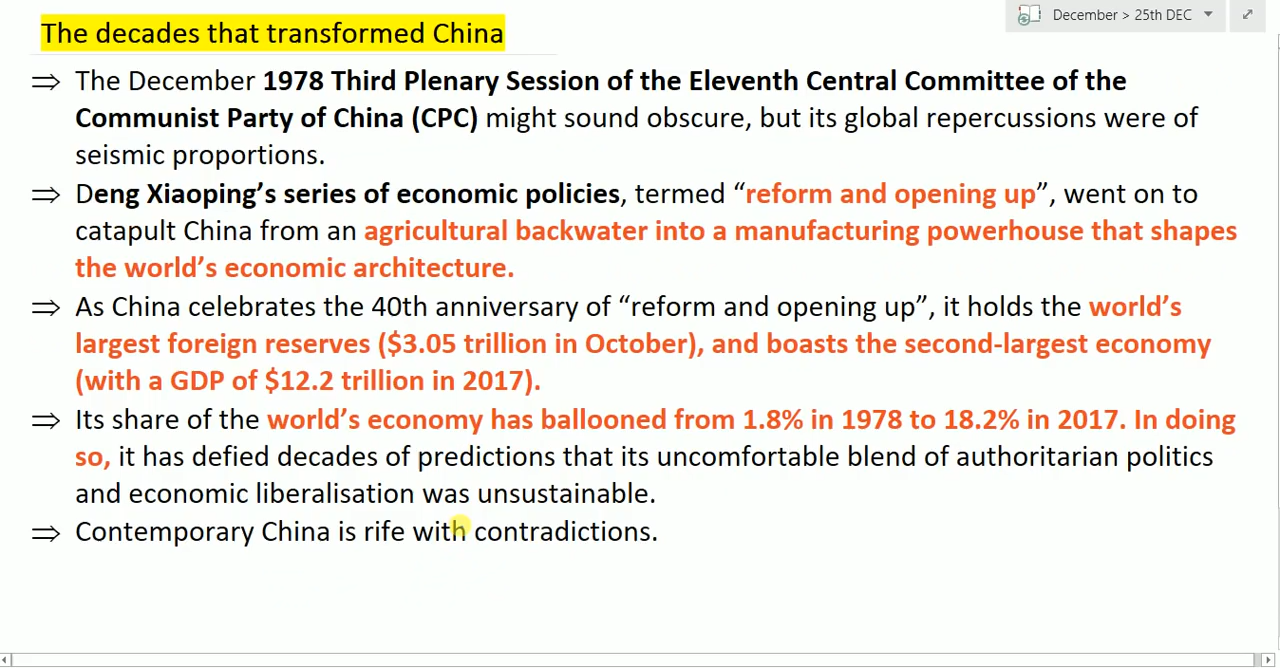 December > 25th DEC
The decades that transformed China
⇒ The December 1978 Third Plenary Session of the Eleventh Central Committee of the
Communist Party of China (CPC) might sound obscure, but its global repercussions were of
seismic proportions.
⇒ Deng Xiaoping’s series of economic policies, termed “reform and opening up”, went on to
catapult China from an agricultural backwater into a manufacturing powerhouse that shapes
the world’s economic architecture.
⇒ As China celebrates the 40th anniversary of “reform and opening up”, it holds the world’s
largest foreign reserves ($3.05 trillion in October), and boasts the second-largest economy
(with a GDP of $12.2 trillion in 2017).
⇒ Its share of the world’s economy has ballooned from 1.8% in 1978 to 18.2% in 2017. In doing
so, it has defied decades of predictions that its uncomfortable blend of authoritarian politics
and economic liberalisation was unsustainable.
⇒ Contemporary China is rife with contradictions.